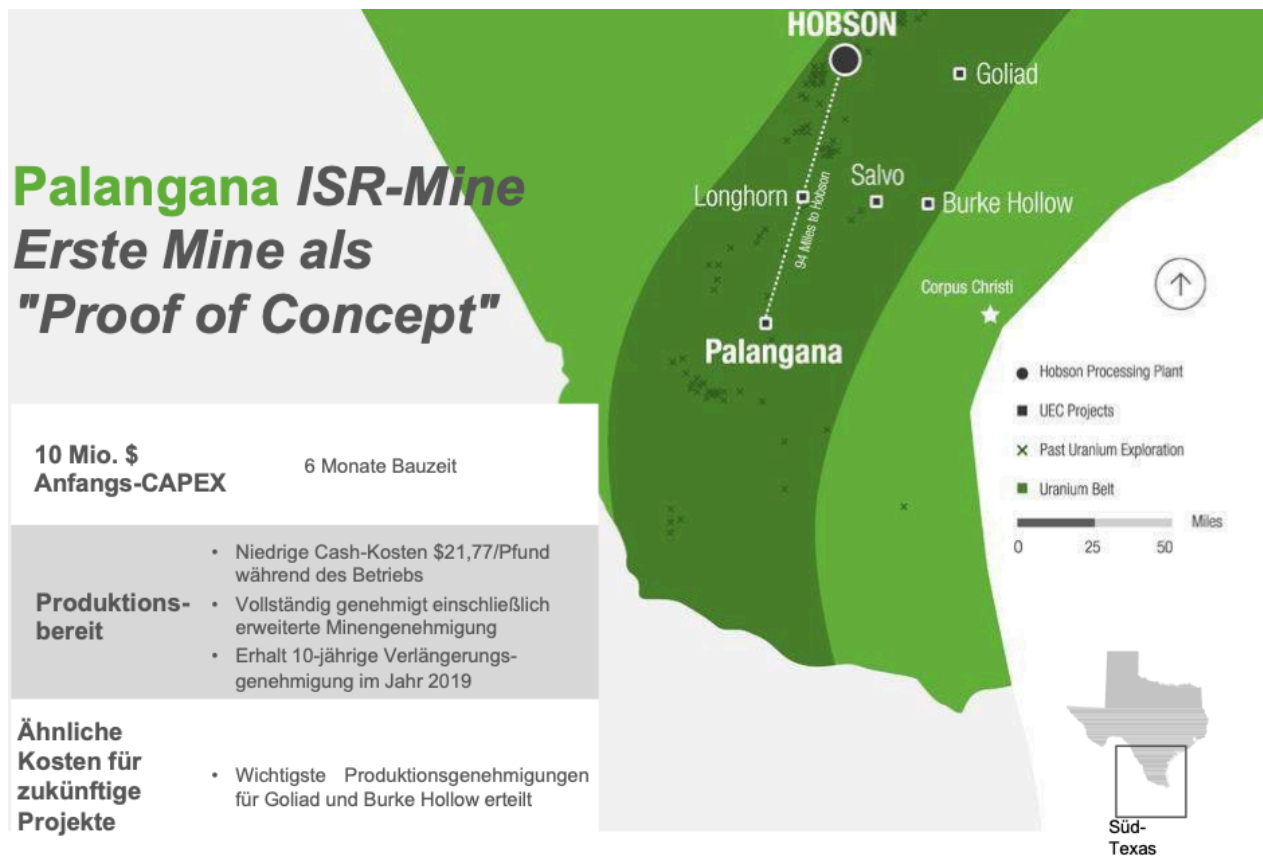 HOBSON
Goliad
Palangana ISR-Mine
Erste Mine als
"Proof of Concept"
Longhorn
Salvo
Burke Hollow
94 Miles to Hobson
Corpus Christi
Palangana
Hobson Processing Plant
UEC Projects
Past Uranium Exploration
Uranium Belt
Miles
0 25 50
10 Mio. $
Anfangs-CAPEX
6 Monate Bauzeit
Produktions-
bereit
• Niedrige Cash-Kosten $21,77/Pfund
während des Betriebs
• Vollständig genehmigt einschließlich
erweiterte Minengenehmigung
• Erhalt 10-jährige Verlängerungs-
genehmigung im Jahr 2019
Ähnliche
Kosten für
zukünftige
Projekte
• Wichtigste Produktionsgenehmigungen
für Goliad und Burke Hollow erteilt
Süd-
Texas